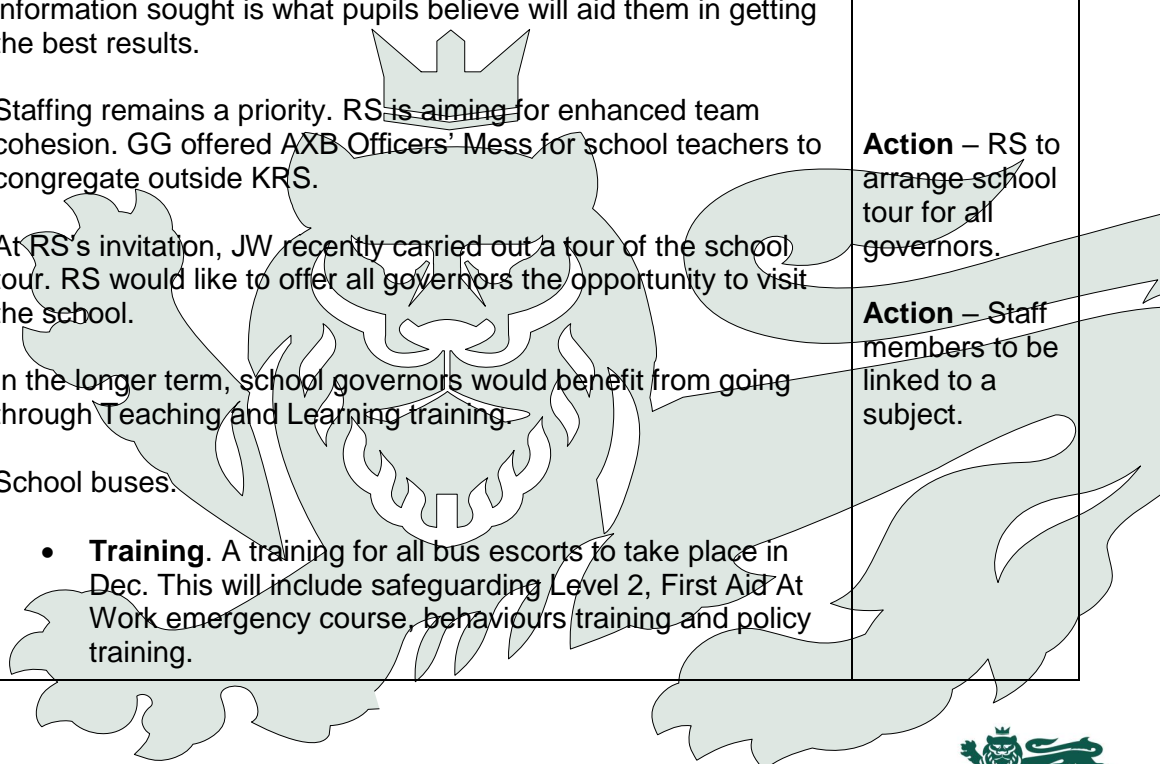 information sought is what pupils believe will aid them in getting
the best results.
Staffing remains a priority. RS is aiming for enhanced team
cohesion. GG offered AXB Officers’ Mess for school teachers to
congregate outside KRS.
At RS’s invitation, JW recently carried out a tour of the school
tour. RS would like to offer all governors the opportunity to visit
the school.
In the longer term, school governors would benefit from going
through Teaching and Learning training.
School buses.
• Training. A training for all bus escorts to take place in
Dec. This will include safeguarding Level 2, First Aid At
Work emergency course, behaviours training and policy
training.
Action – RS to
arrange school
tour for all
governors.
Action – Staff
members to be
linked to a
subject.